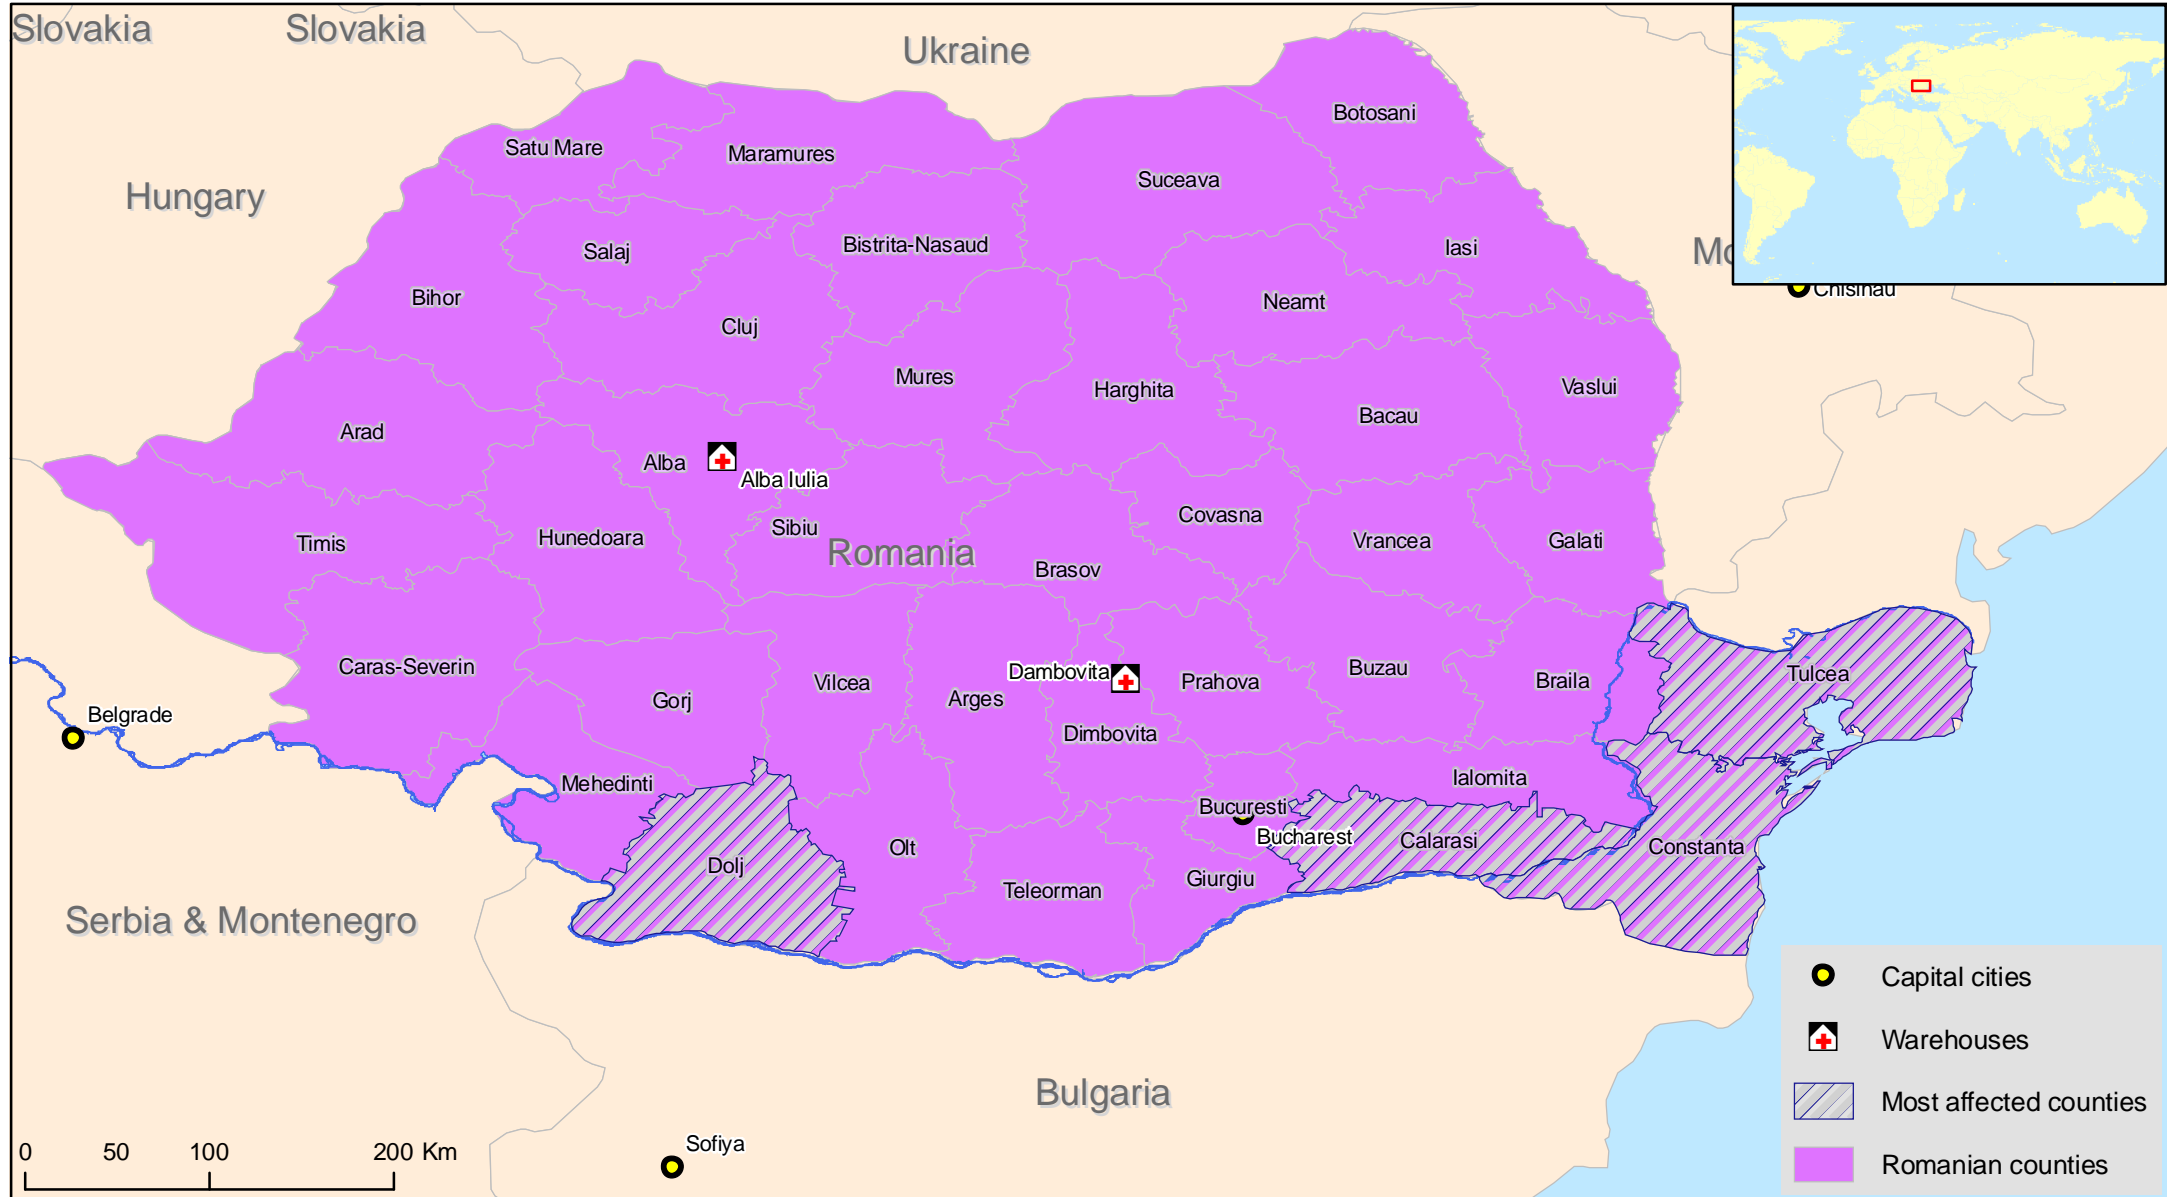 Slovakia
Slovakia
Ukraine
Botosani
Satu Mare
Maramures
Suceava
Hungary
Bistrita-Nasaud
Iasi
Salaj
Bihor
Neamt
Chisinau
Cluj
Mures
Harghita
Vaslui
Bacau
Arad
Alba
Alba Iulia
Covasna
Sibiu
Timis
Hunedoara
Romania
Vrancea
Galati
Brasov
Caras-Severin
Vilcea
Dambovita
Prahova
Buzau
Braila
Tulcea
Gorj
Arges
Belgrade
Dimbovita
Mehedinti
Ialomita
Bucuresti
Bucharest
Calarasi
Constanta
Olt
Dolj
Teleorman
Giurgiu
Serbia & Montenegro
Bulgaria
Sofiya
0 50 100 200 Km
Capital cities
Warehouses
Most affected counties
Romanian counties